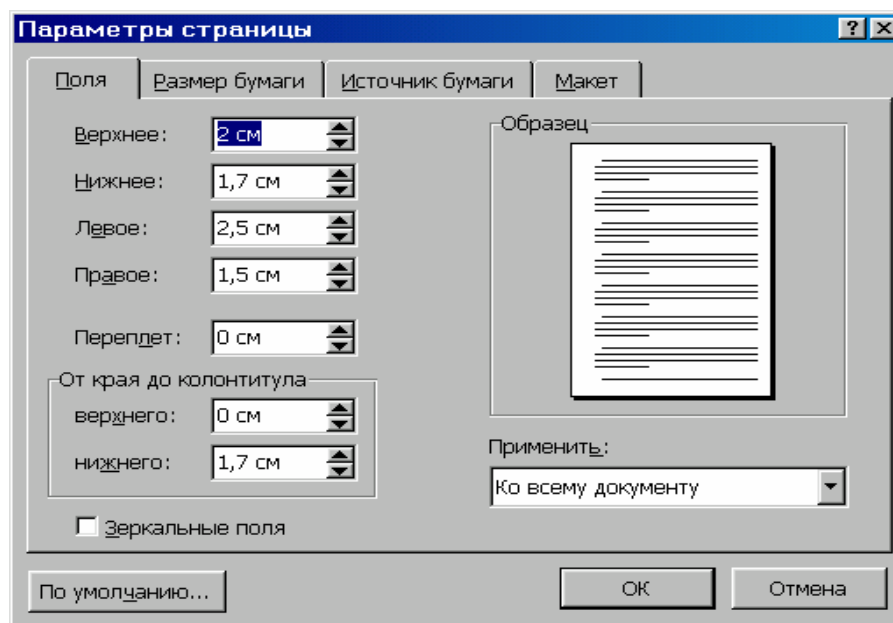 Параметры страницы
Поля Размер бумаги Источник бумаги Макет
Верхнее: 2 см
Нижнее: 1,7 см
Левое: 2,5 см
Правое: 1,5 см
Переплет: 0 см
От края до колонтитула
верхнего: 0 см
нижнего: 1,7 см
Зеркальные поля
Образец
Применить:
Ко всему документу
По умолчанию... ОК Отмена